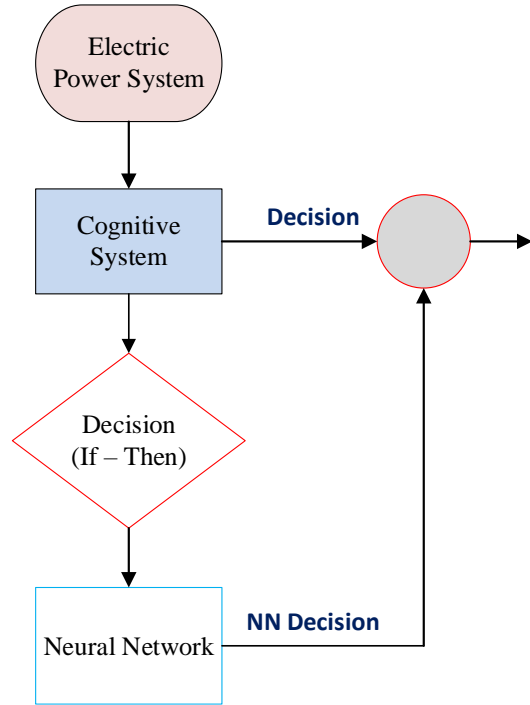 Electric
Power System
Cognitive
System
Decision
Decision
(If – Then)
Neural Network
NN Decision